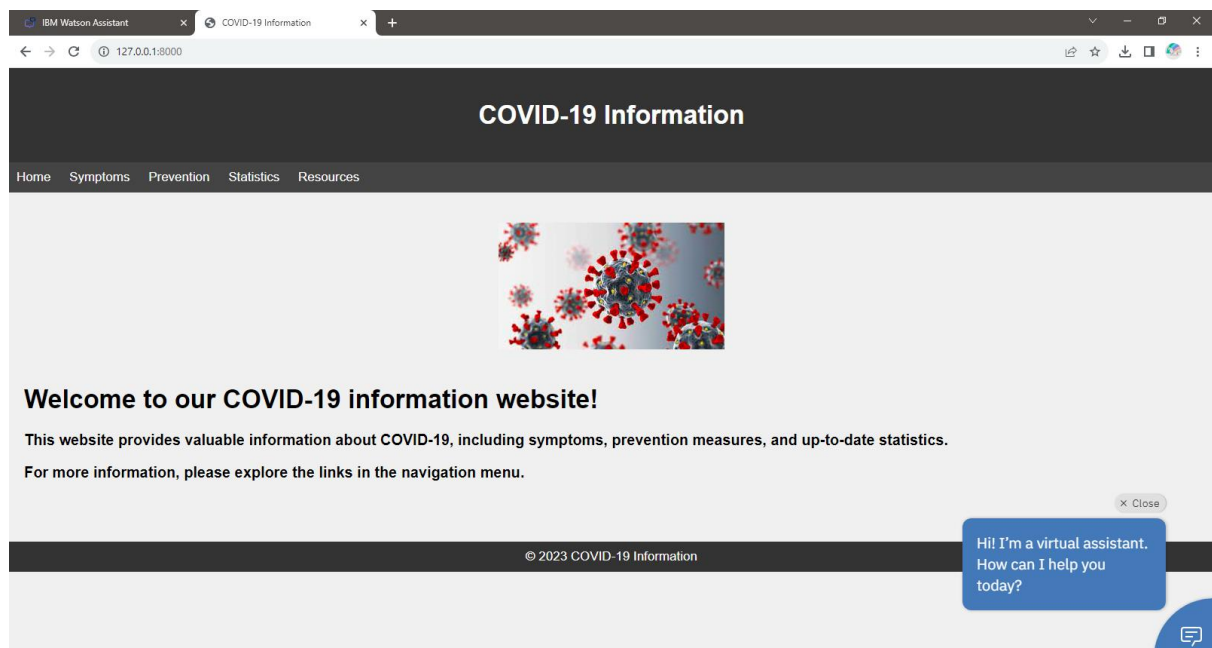 IBM Watson Assistant
COVID-19 Information
127.0.0.1:8000
COVID-19 Information
Home Symptoms Prevention Statistics Resources
Welcome to our COVID-19 information website!
This website provides valuable information about COVID-19, including symptoms, prevention measures, and up-to-date statistics.
For more information, please explore the links in the navigation menu.
× Close
Hi! I'm a virtual assistant.
How can I help you
today?
© 2023 COVID-19 Information